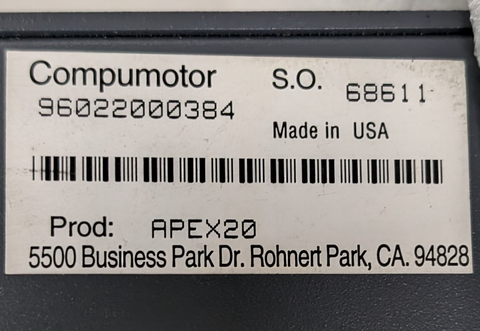 Compumotor S.O. 68611
96022000384
Made in USA
Prod: APEX20
5500 Business Park Dr. Rohnert Park, CA. 94828